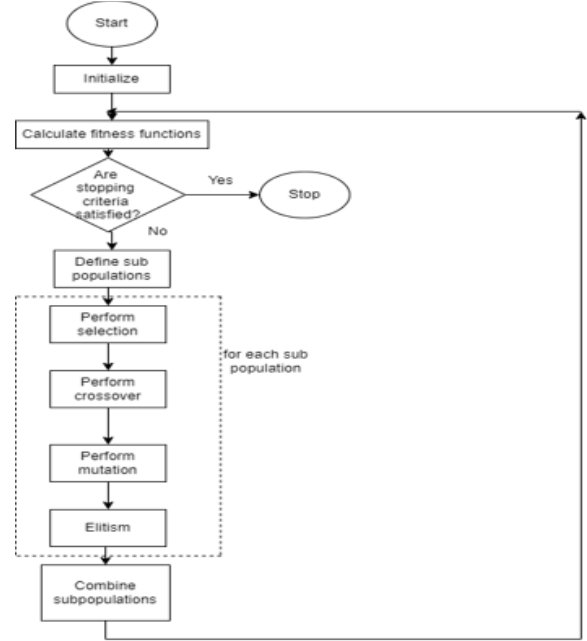 Start
Initialize
Calculate fitness functions
Are
stopping
criteria
satisfied?
Yes
Stop
No
Define sub
populations
Perform
selection
for each sub
population
Perform
crossover
Perform
mutation
Elitism
Combine
subpopulations